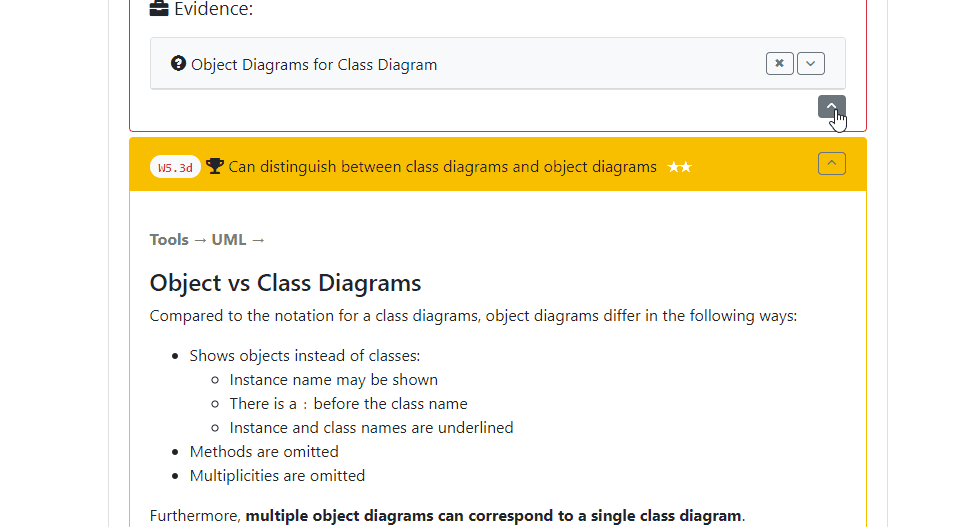 Evidence:
Object Diagrams for Class Diagram
W5.3d Can distinguish between class diagrams and object diagrams
Tools → UML →
Object vs Class Diagrams
Compared to the notation for a class diagrams, object diagrams differ in the following ways:
Shows objects instead of classes:
Instance name may be shown
There is a : before the class name
Instance and class names are underlined
Methods are omitted
Multiplicities are omitted
Furthermore, multiple object diagrams can correspond to a single class diagram.